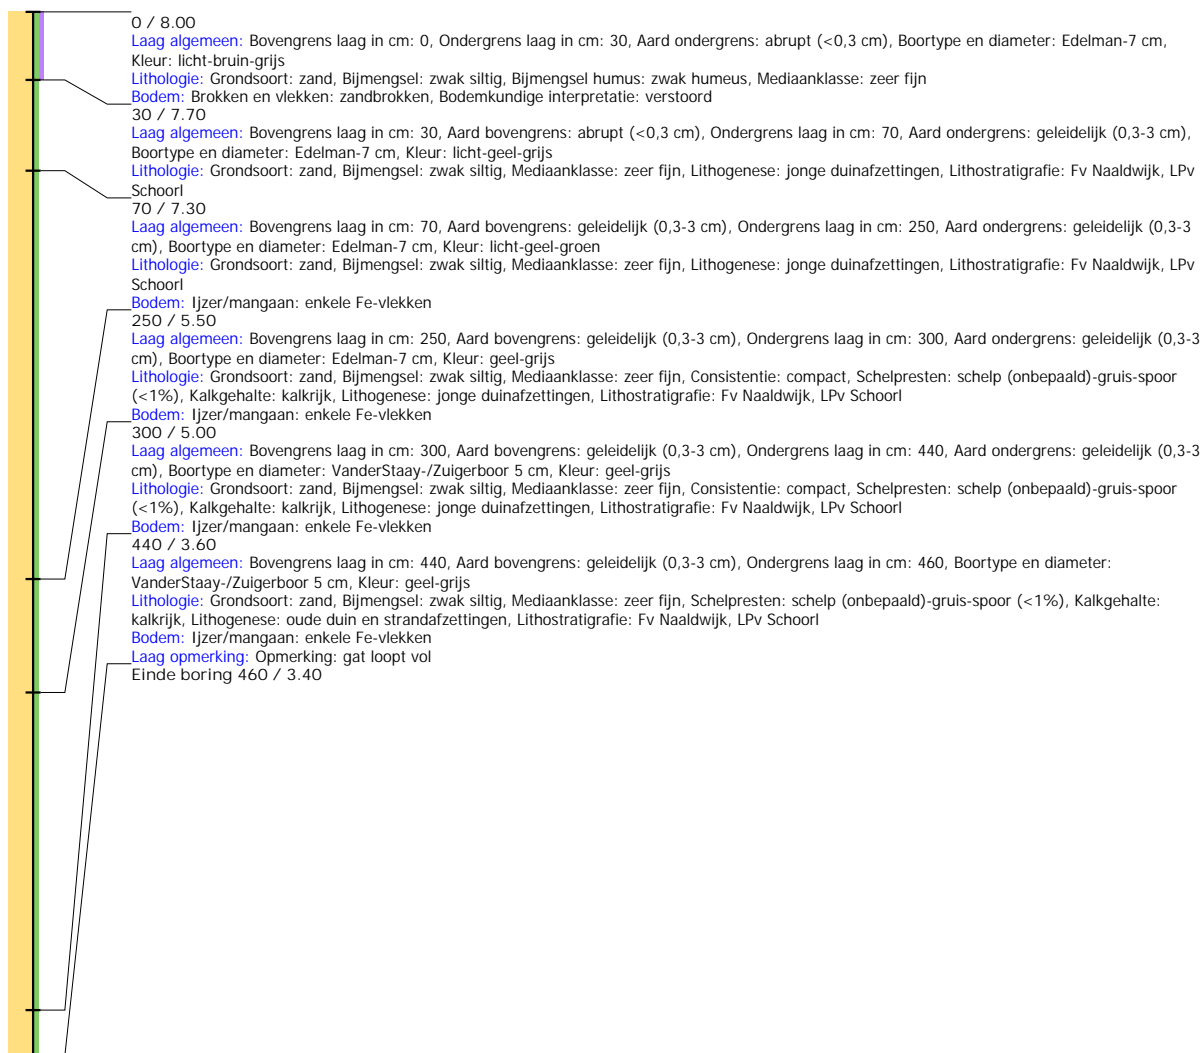 0 / 8.00
Laag algemeen: Bovengrens laag in cm: 0, Ondergrens laag in cm: 30, Aard ondergrens: abrupt (<0,3 cm), Boortype en diameter: Edelman-7 cm,
Kleur: licht-bruin-grijs
Lithologie: Grondsoort: zand, Bijmengsel: zwak siltig, Bijmengsel humus: zwak humeus, Mediaanklasse: zeer fijn
Bodem: Brokken en vlekken: zandbrokken, Bodemkundige interpretatie: verstoord
30 / 7.70
Laag algemeen: Bovengrens laag in cm: 30, Aard bovengrens: abrupt (<0,3 cm), Ondergrens laag in cm: 70, Aard ondergrens: geleidelijk (0,3-3 cm),
Boortype en diameter: Edelman-7 cm, Kleur: licht-geel-grijs
Lithologie: Grondsoort: zand, Bijmengsel: zwak siltig, Mediaanklasse: zeer fijn, Lithogenese: jonge duinafzettingen, Lithostratigrafie: Fv Naaldwijk, LPv
Schoorl
70 / 7.30
Laag algemeen: Bovengrens laag in cm: 70, Aard bovengrens: geleidelijk (0,3-3 cm), Ondergrens laag in cm: 250, Aard ondergrens: geleidelijk (0,3-3
cm), Boortype en diameter: Edelman-7 cm, Kleur: licht-geel-groen
Lithologie: Grondsoort: zand, Bijmengsel: zwak siltig, Mediaanklasse: zeer fijn, Lithogenese: jonge duinafzettingen, Lithostratigrafie: Fv Naaldwijk, LPv
Schoorl
Bodem: Ijzer/mangaan: enkele Fe-vlekken
250 / 5.50
Laag algemeen: Bovengrens laag in cm: 250, Aard bovengrens: geleidelijk (0,3-3 cm), Ondergrens laag in cm: 300, Aard ondergrens: geleidelijk (0,3-3
cm), Boortype en diameter: Edelman-7 cm, Kleur: geel-grijs
Lithologie: Grondsoort: zand, Bijmengsel: zwak siltig, Mediaanklasse: zeer fijn, Consistentie: compact, Schelpresten: schelp (onbepaald)-gruis-spoor
(<1%), Kalkgehalte: kalkrijk, Lithogenese: jonge duinafzettingen, Lithostratigrafie: Fv Naaldwijk, LPv Schoorl
Bodem: Ijzer/mangaan: enkele Fe-vlekken
300 / 5.00
Laag algemeen: Bovengrens laag in cm: 300, Aard bovengrens: geleidelijk (0,3-3 cm), Ondergrens laag in cm: 440, Aard ondergrens: geleidelijk (0,3-3
cm), Boortype en diameter: VanderStaay-/Zuigerboor 5 cm, Kleur: geel-grijs
Lithologie: Grondsoort: zand, Bijmengsel: zwak siltig, Mediaanklasse: zeer fijn, Consistentie: compact, Schelpresten: schelp (onbepaald)-gruis-spoor
(<1%), Kalkgehalte: kalkrijk, Lithogenese: jonge duinafzettingen, Lithostratigrafie: Fv Naaldwijk, LPv Schoorl
Bodem: Ijzer/mangaan: enkele Fe-vlekken
440 / 3.60
Laag algemeen: Bovengrens laag in cm: 440, Aard bovengrens: geleidelijk (0,3-3 cm), Ondergrens laag in cm: 460, Boortype en diameter:
VanderStaay-/Zuigerboor 5 cm, Kleur: geel-grijs
Lithologie: Grondsoort: zand, Bijmengsel: zwak siltig, Mediaanklasse: zeer fijn, Schelpresten: schelp (onbepaald)-gruis-spoor (<1%), Kalkgehalte:
kalkrijk, Lithogenese: oude duin en strandafzettingen, Lithostratigrafie: Fv Naaldwijk, LPv Schoorl
Bodem: Ijzer/mangaan: enkele Fe-vlekken
Laag opmerking: Opmerking: gat loopt vol
Einde boring 460 / 3.40